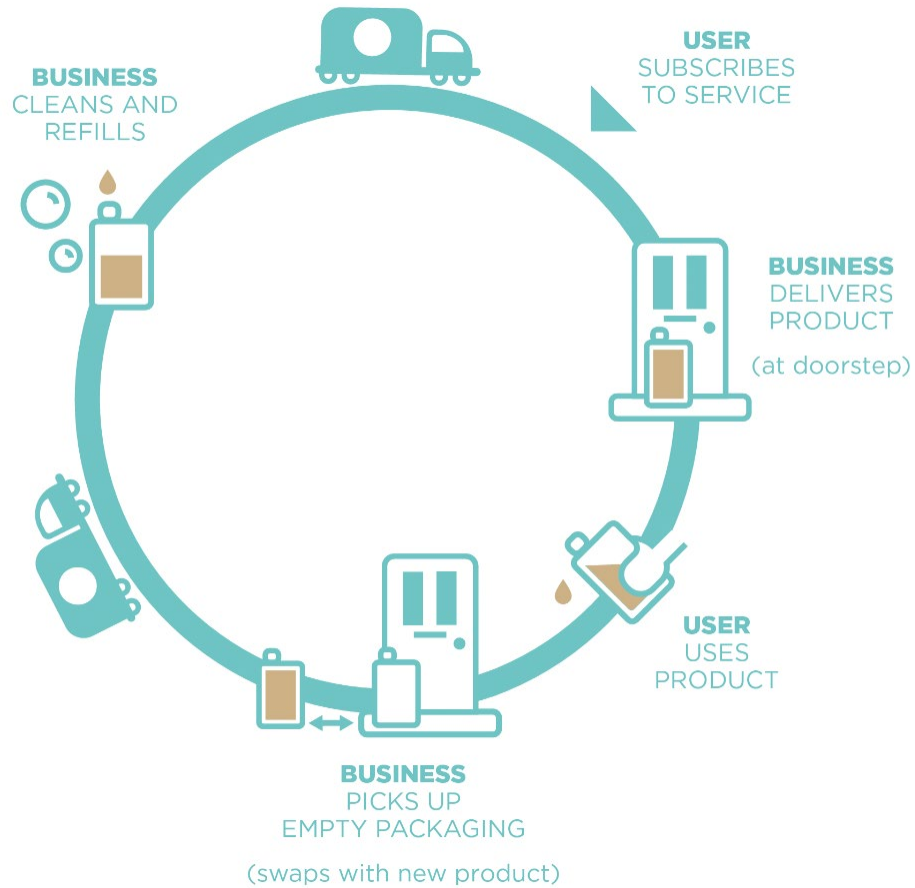 USER
SUBSCRIBES
TO SERVICE
BUSINESS
DELIVERS
PRODUCT
(at doorstep)
USER
USES
PRODUCT
BUSINESS
PICKS UP
EMPTY PACKAGING
(swaps with new product)
BUSINESS
CLEANS AND
REFILLS